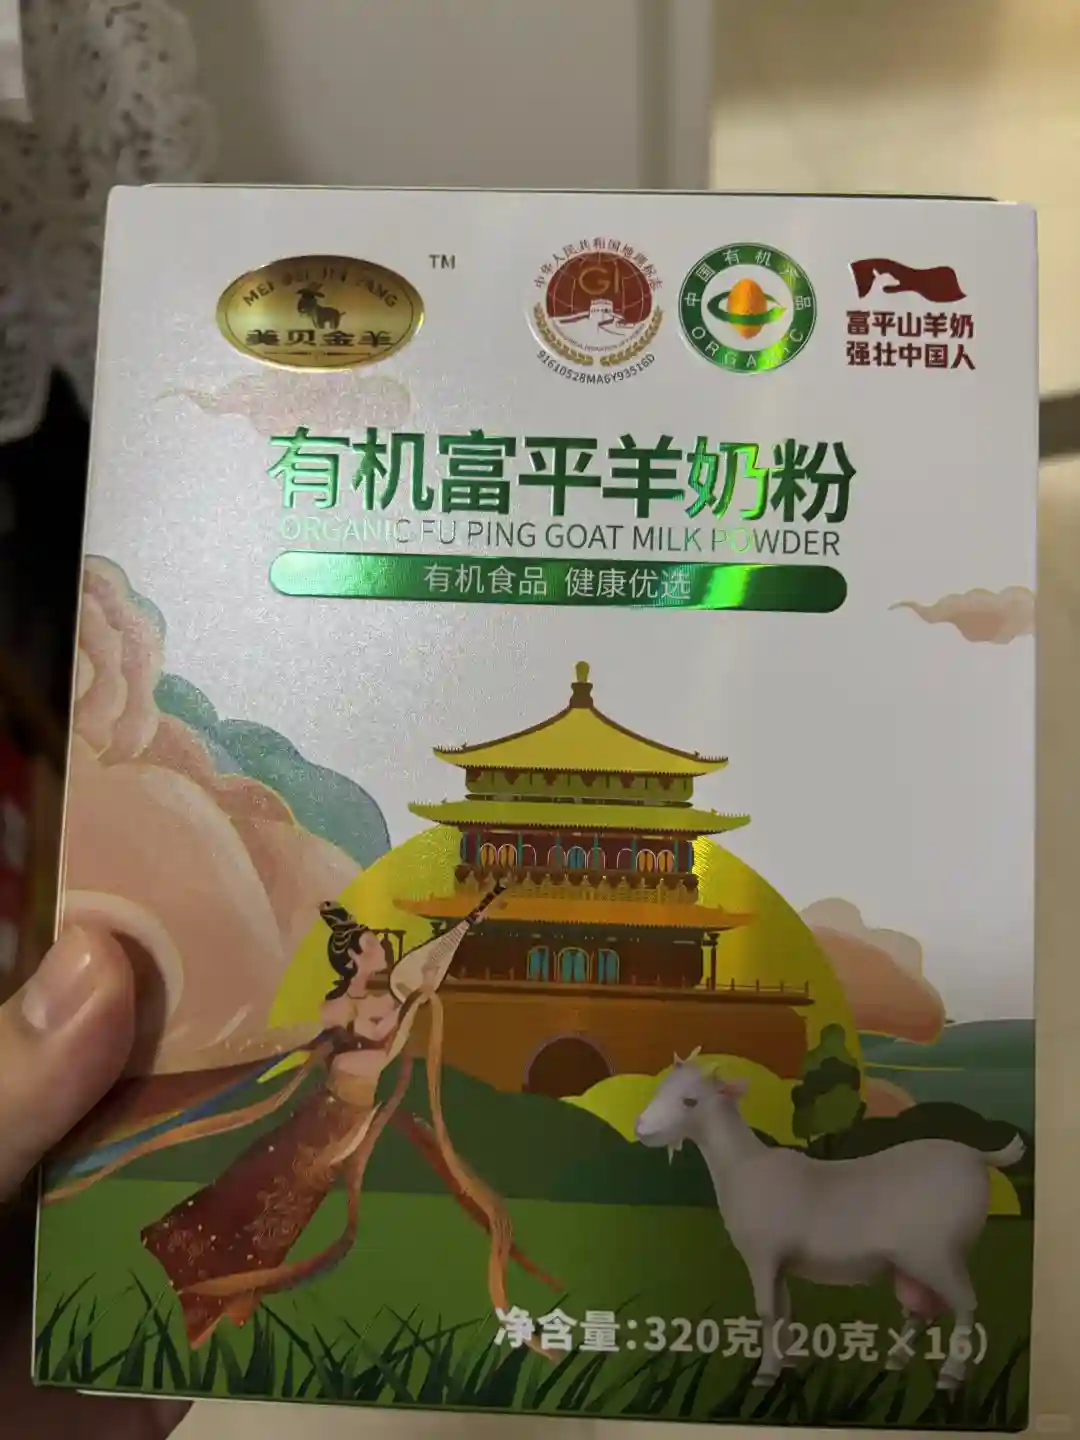 MEI BEI JIN YANG
美贝金羊
TM
中华人民共和国地理标志
GI
91610528MA6Y93516D
中国有机产品
ORGANIC
富平山羊奶
强壮中国人
有机富平羊奶粉
ORGANIC FU PING GOAT MILK POWDER
有机食品 健康优选
净含量:320克(20克×16)